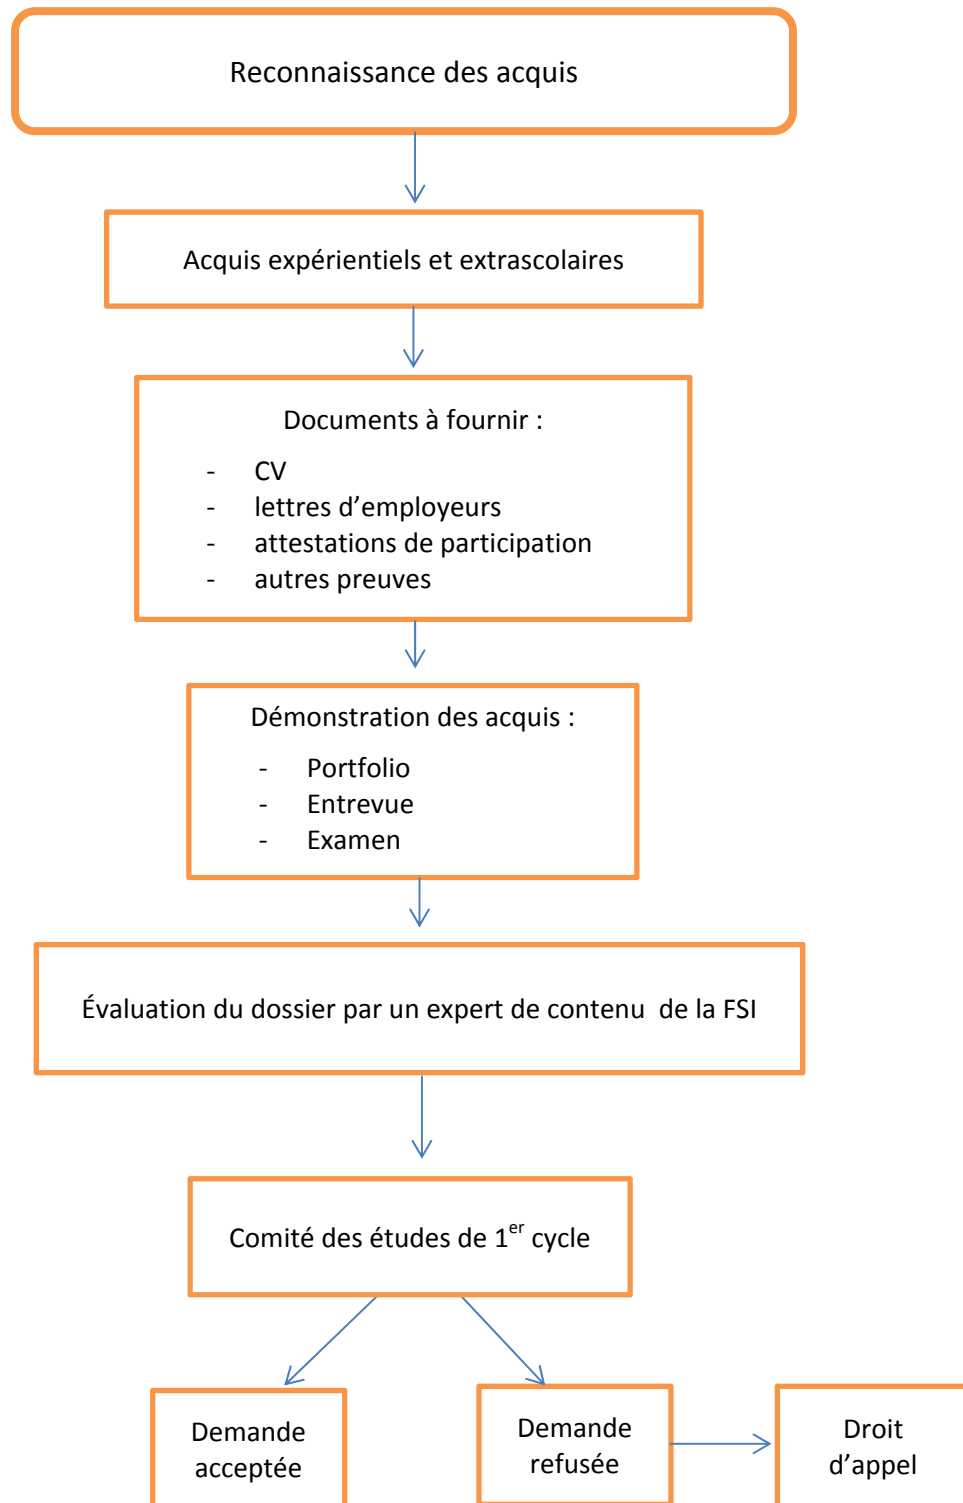 Reconnaissance des acquis
Acquis expérientiels et extrascolaires
Documents à fournir :
- CV
- lettres d’employeurs
- attestations de participation
- autres preuves
Démonstration des acquis :
- Portfolio
- Entrevue
- Examen
Évaluation du dossier par un expert de contenu de la FSI
Comité des études de 1er cycle
Demande
acceptée
Demande
refusée
Droit
d’appel